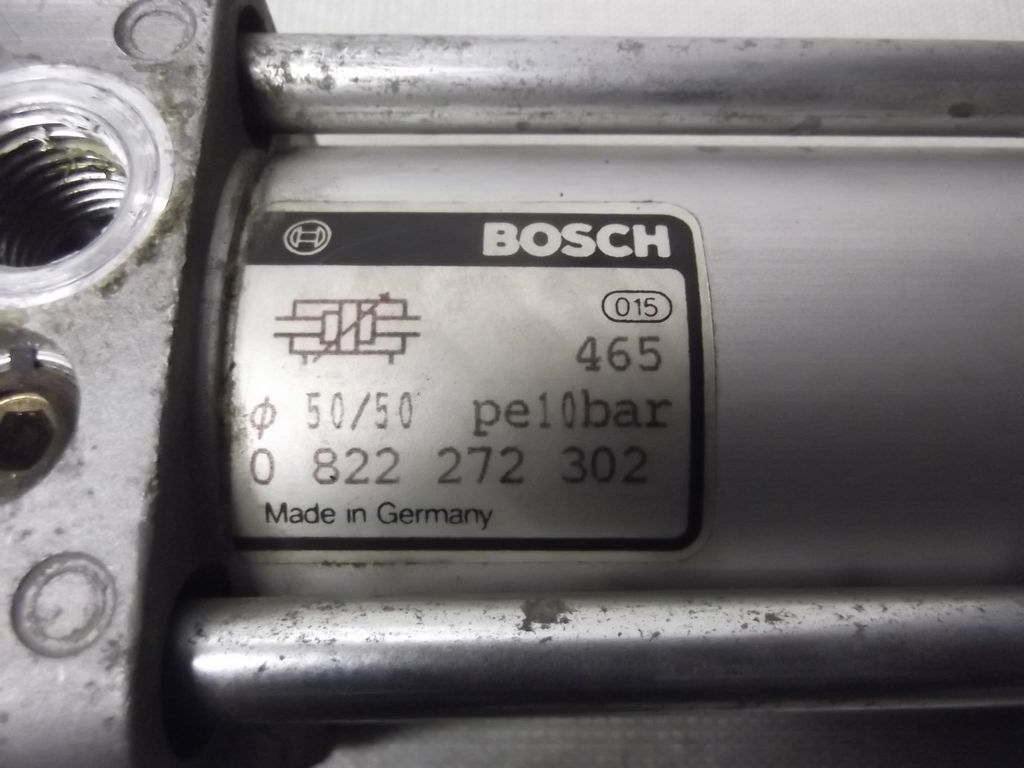 BOSCH
015
465
ϕ 50/50 pe10bar
0 822 272 302
Made in Germany